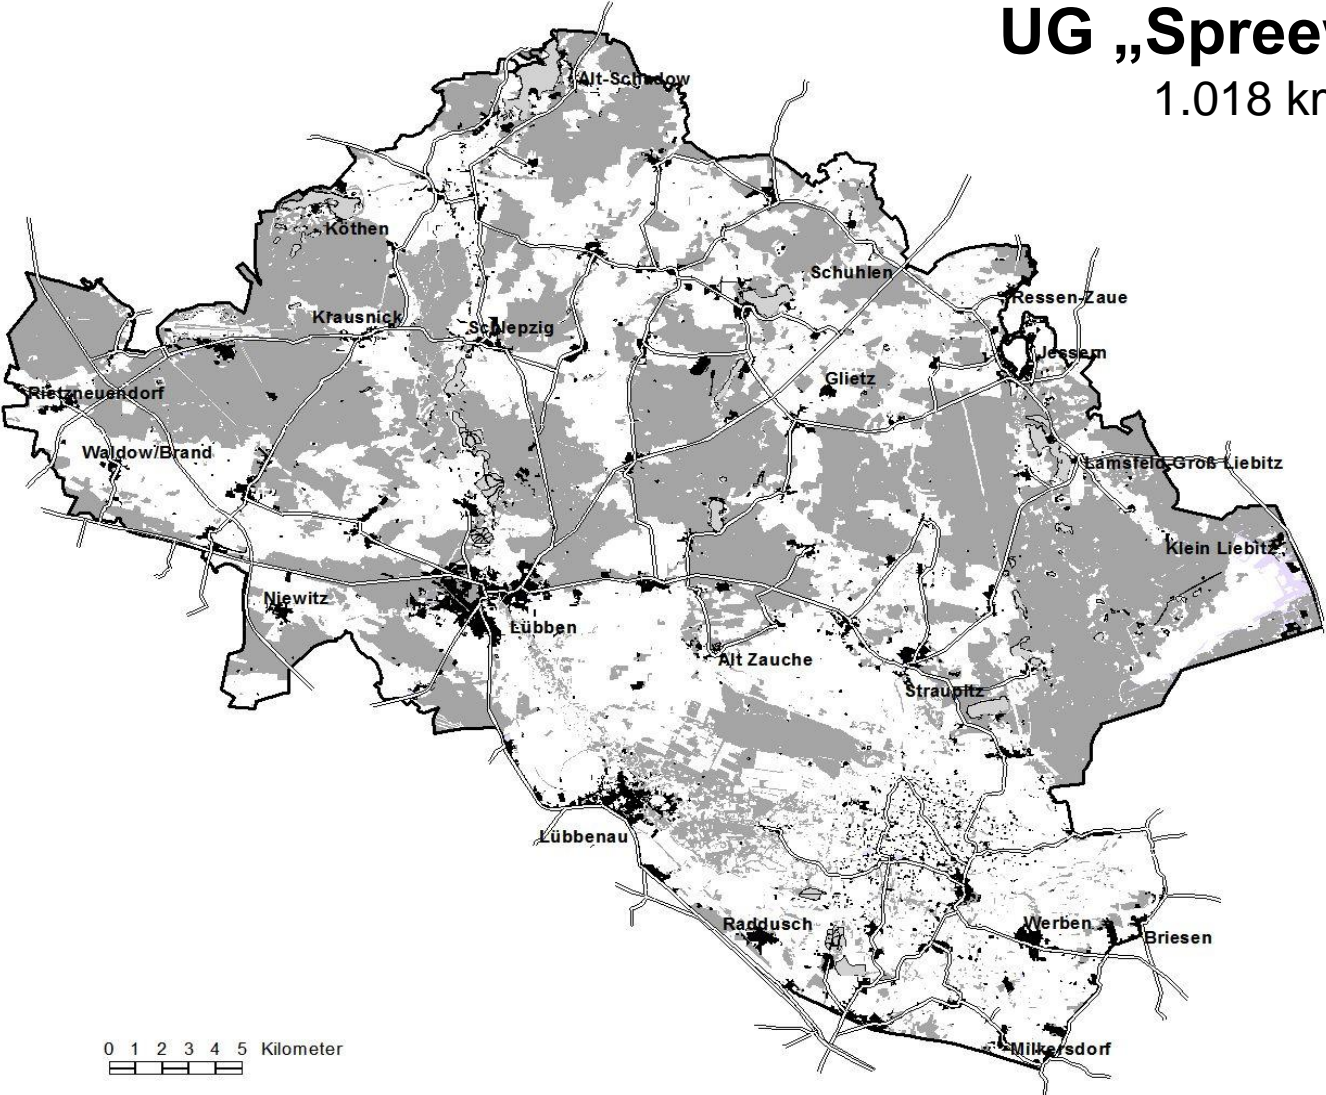 UG „Spreev
1.018 km
Alt-Schadow
Köthen
Schuhlen
Ressen-Zaue
Krausnick
Schlepzig
Jessern
Glietz
Rietzneuendorf
Waldow/Brand
Lamsfeld-Groß Liebitz
Klein Liebitz
Niewitz
Lübben
Alt Zauche
Straupitz
Lübbenau
Raddusch
Werben
Briesen
0 1 2 3 4 5 Kilometer
Milkersdorf